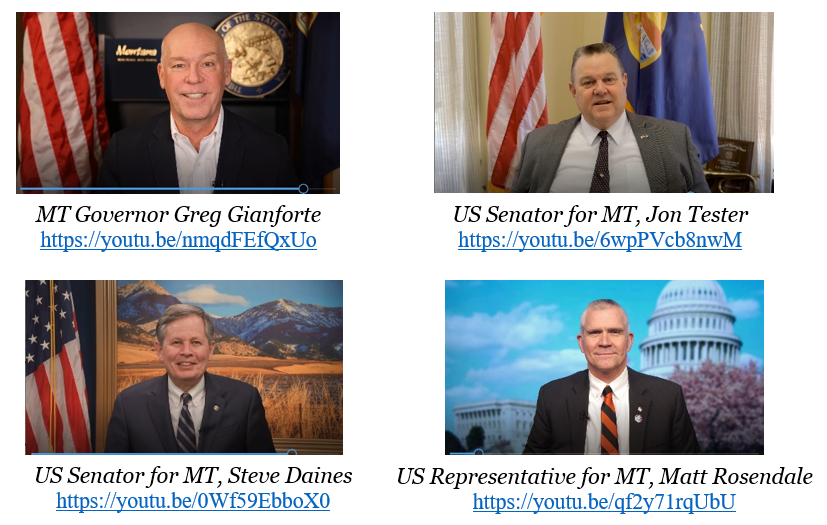 Montana
MT Governor Greg Gianforte
https://youtu.be/nmqdFEfQxUo
US Senator for MT, Jon Tester
https://youtu.be/6wpPVcb8nwM
US Senator for MT, Steve Daines
https://youtu.be/0Wf59EbboX0
US Representative for MT, Matt Rosendale
https://youtu.be/qf2y71rqUbU